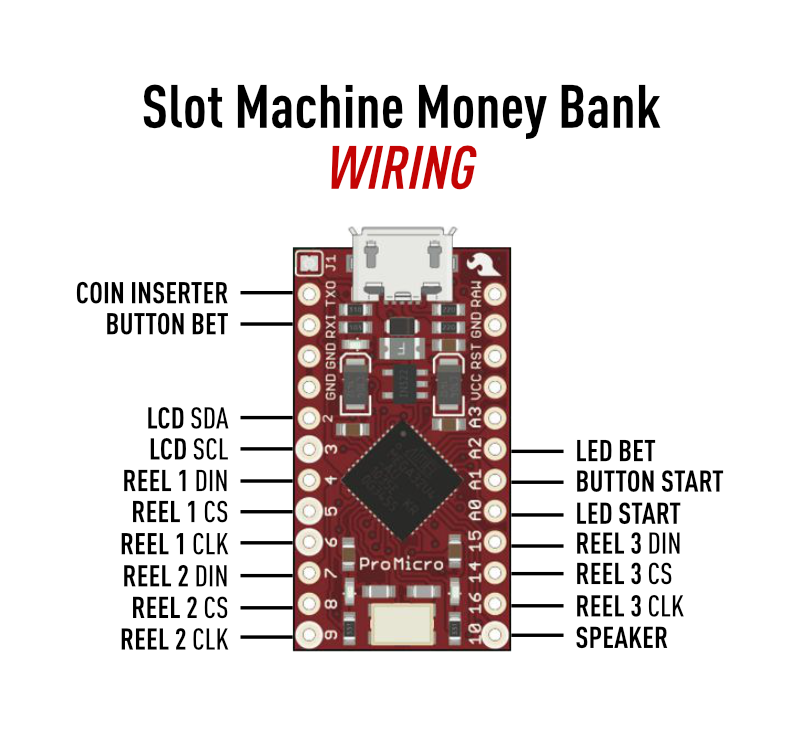 Slot Machine Money Bank
WIRING
J1
COIN INSERTER
TXO
RAW
BUTTON BET
RXI
GND
GND
RST
GND
VCC
LCD SDA
2
A3
LCD SCL
3
A2
LED BET
REEL 1 DIN
4
A1
BUTTON START
REEL 1 CS
5
A0
LED START
REEL 1 CLK
6
15
REEL 3 DIN
ProMicro
REEL 2 DIN
7
14
REEL 3 CS
REEL 2 CS
8
16
REEL 3 CLK
REEL 2 CLK
9
10
SPEAKER